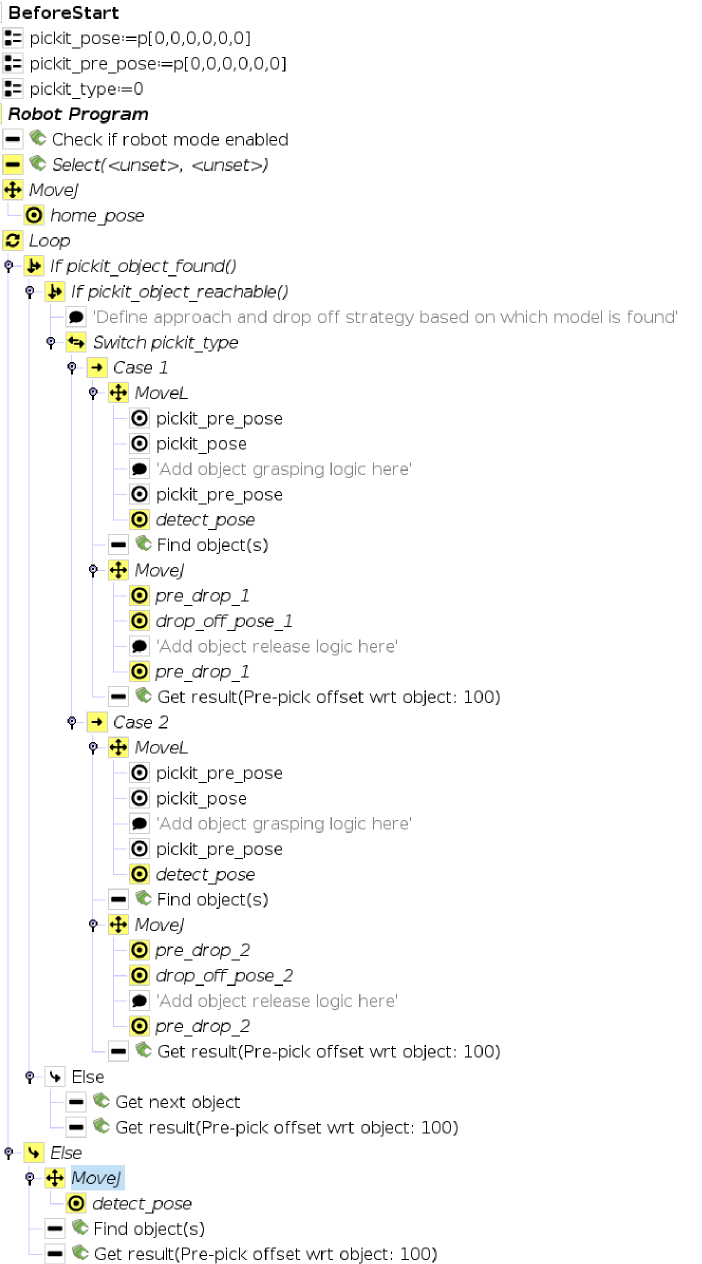 BeforeStart
pickit_pose:=p[0,0,0,0,0,0]
pickit_pre_pose:=p[0,0,0,0,0,0]
pickit_type:=0
Robot Program
Check if robot mode enabled
Select(<unset>, <unset>)
MoveJ
home_pose
Loop
If pickit_object_found()
If pickit_object_reachable()
'Define approach and drop off strategy based on which model is found'
Switch pickit_type
Case 1
MoveL
pickit_pre_pose
pickit_pose
'Add object grasping logic here'
pickit_pre_pose
detect_pose
Find object(s)
MoveJ
pre_drop_1
drop_off_pose_1
'Add object release logic here'
pre_drop_1
Get result(Pre-pick offset wrt object: 100)
Case 2
MoveL
pickit_pre_pose
pickit_pose
'Add object grasping logic here'
pickit_pre_pose
detect_pose
Find object(s)
MoveJ
pre_drop_2
drop_off_pose_2
'Add object release logic here'
pre_drop_2
Get result(Pre-pick offset wrt object: 100)
Else
Get next object
Get result(Pre-pick offset wrt object: 100)
Else
MoveJ
detect_pose
Find object(s)
Get result(Pre-pick offset wrt object: 100)